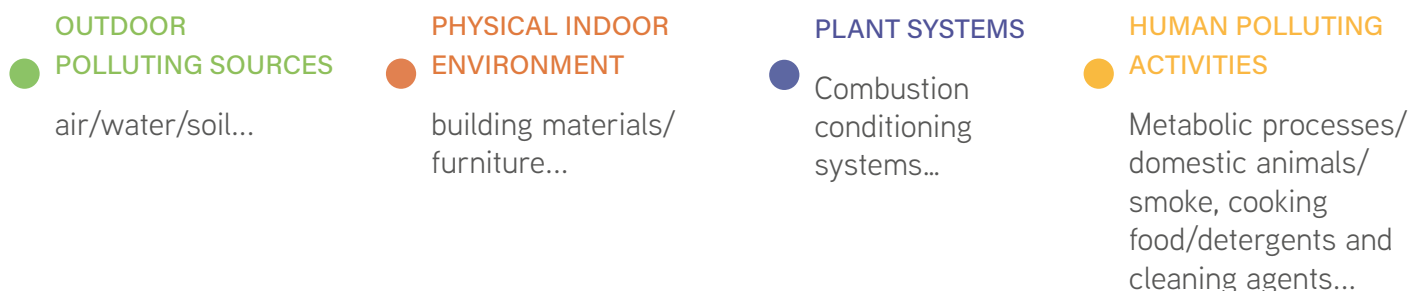 OUTDOOR
POLLUTING SOURCES
air/water/soil...
PHYSICAL INDOOR
ENVIRONMENT
building materials/
furniture...
PLANT SYSTEMS
Combustion
conditioning
systems...
HUMAN POLLUTING
ACTIVITIES
Metabolic processes/
domestic animals/
smoke, cooking
food/detergents and
cleaning agents...